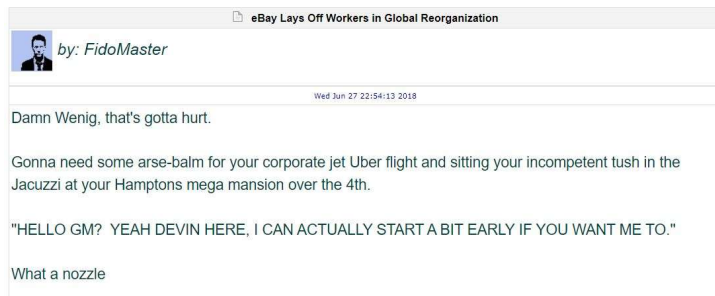 eBay Lays Off Workers in Global Reorganization
by: FidoMaster
Wed Jun 27 22:54:13 2018
Damn Wenig, that's gotta hurt.
Gonna need some arse-balm for your corporate jet Uber flight and sitting your incompetent tush in the
Jacuzzi at your Hamptons mega mansion over the 4th.
"HELLO GM?  YEAH DEVIN HERE, I CAN ACTUALLY START A BIT EARLY IF YOU WANT ME TO."
What a nozzle